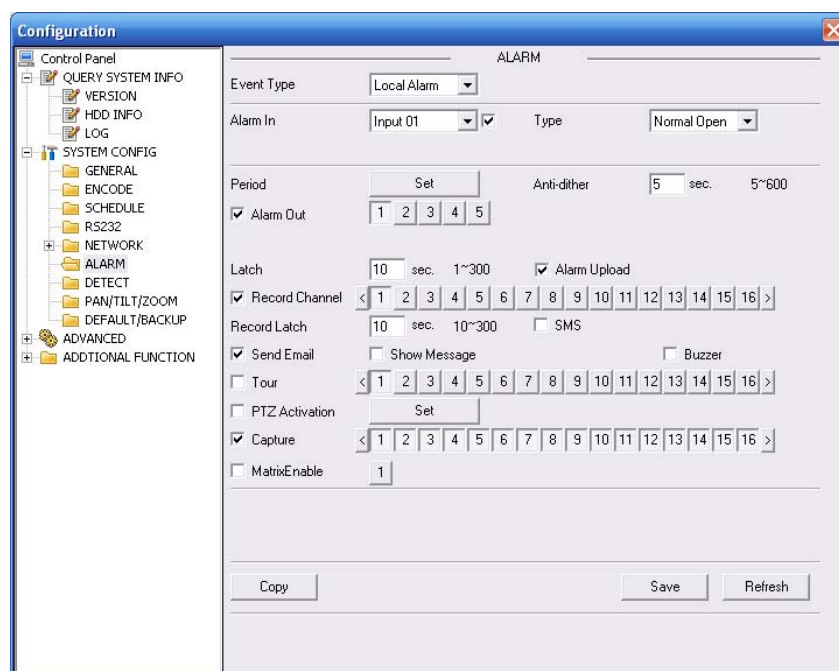 Configuration
Control Panel
QUERY SYSTEM INFO
VERSION
HDD INFO
LOG
SYSTEM CONFIG
GENERAL
ENCODE
SCHEDULE
RS232
NETWORK
ALARM
DETECT
PAN/TILT/ZOOM
DEFAULT/BACKUP
ADVANCED
ADDTIONAL FUNCTION
ALARM
Event Type Local Alarm
Alarm In Input 01 Type Normal Open
Period Set Anti-dither 5 sec. 5~600
Alarm Out 1 2 3 4 5
Latch 10 sec. 1~300 Alarm Upload
Record Channel < 1 2 3 4 5 6 7 8 9 10 11 12 13 14 15 16 >
Record Latch 10 sec. 10~300 SMS
Send Email Show Message Buzzer
Tour < 1 2 3 4 5 6 7 8 9 10 11 12 13 14 15 16 >
PTZ Activation Set
Capture < 1 2 3 4 5 6 7 8 9 10 11 12 13 14 15 16 >
MatrixEnable 1
Copy Save Refresh